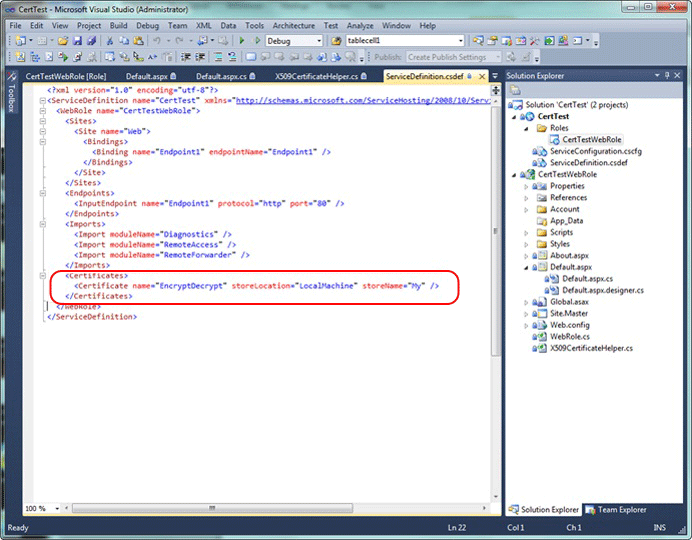 CertTest - Microsoft Visual Studio (Administrator)
File Edit View Project Build Debug Team XML Data Tools Architecture Test Analyze Window Help
Debug tablecell1
Publish: Create Publish Settings
Toolbox
CertTestWebRole [Role] Default.aspx Default.aspx.cs X509CertificateHelper.cs ServiceDefinition.csdef
<?xml version="1.0" encoding="utf-8"?>
<ServiceDefinition name="CertTest" xmlns="http://schemas.microsoft.com/ServiceHosting/2008/10/Serv
<WebRole name="CertTestWebRole">
<Sites>
<Site name="Web">
<Bindings>
<Binding name="Endpoint1" endpointName="Endpoint1" />
</Bindings>
</Site>
</Sites>
<Endpoints>
<InputEndpoint name="Endpoint1" protocol="http" port="80" />
</Endpoints>
<Imports>
<Import moduleName="Diagnostics" />
<Import moduleName="RemoteAccess" />
<Import moduleName="RemoteForwarder" />
</Imports>
<Certificates>
<Certificate name="EncryptDecrypt" storeLocation="LocalMachine" storeName="My" />
</Certificates>
</WebRole>
</ServiceDefinition>
100 %
Solution Explorer
Solution 'CertTest' (2 projects)
CertTest
Roles
CertTestWebRole
ServiceConfiguration.cscfg
ServiceDefinition.csdef
CertTestWebRole
Properties
References
Account
App_Data
Scripts
Styles
About.aspx
Default.aspx
Default.aspx.cs
Default.aspx.designer.cs
Global.asax
Site.Master
Web.config
WebRole.cs
X509CertificateHelper.cs
Solution Explorer Team Explorer
Ready Ln 22 Col 1 Ch 1 INS